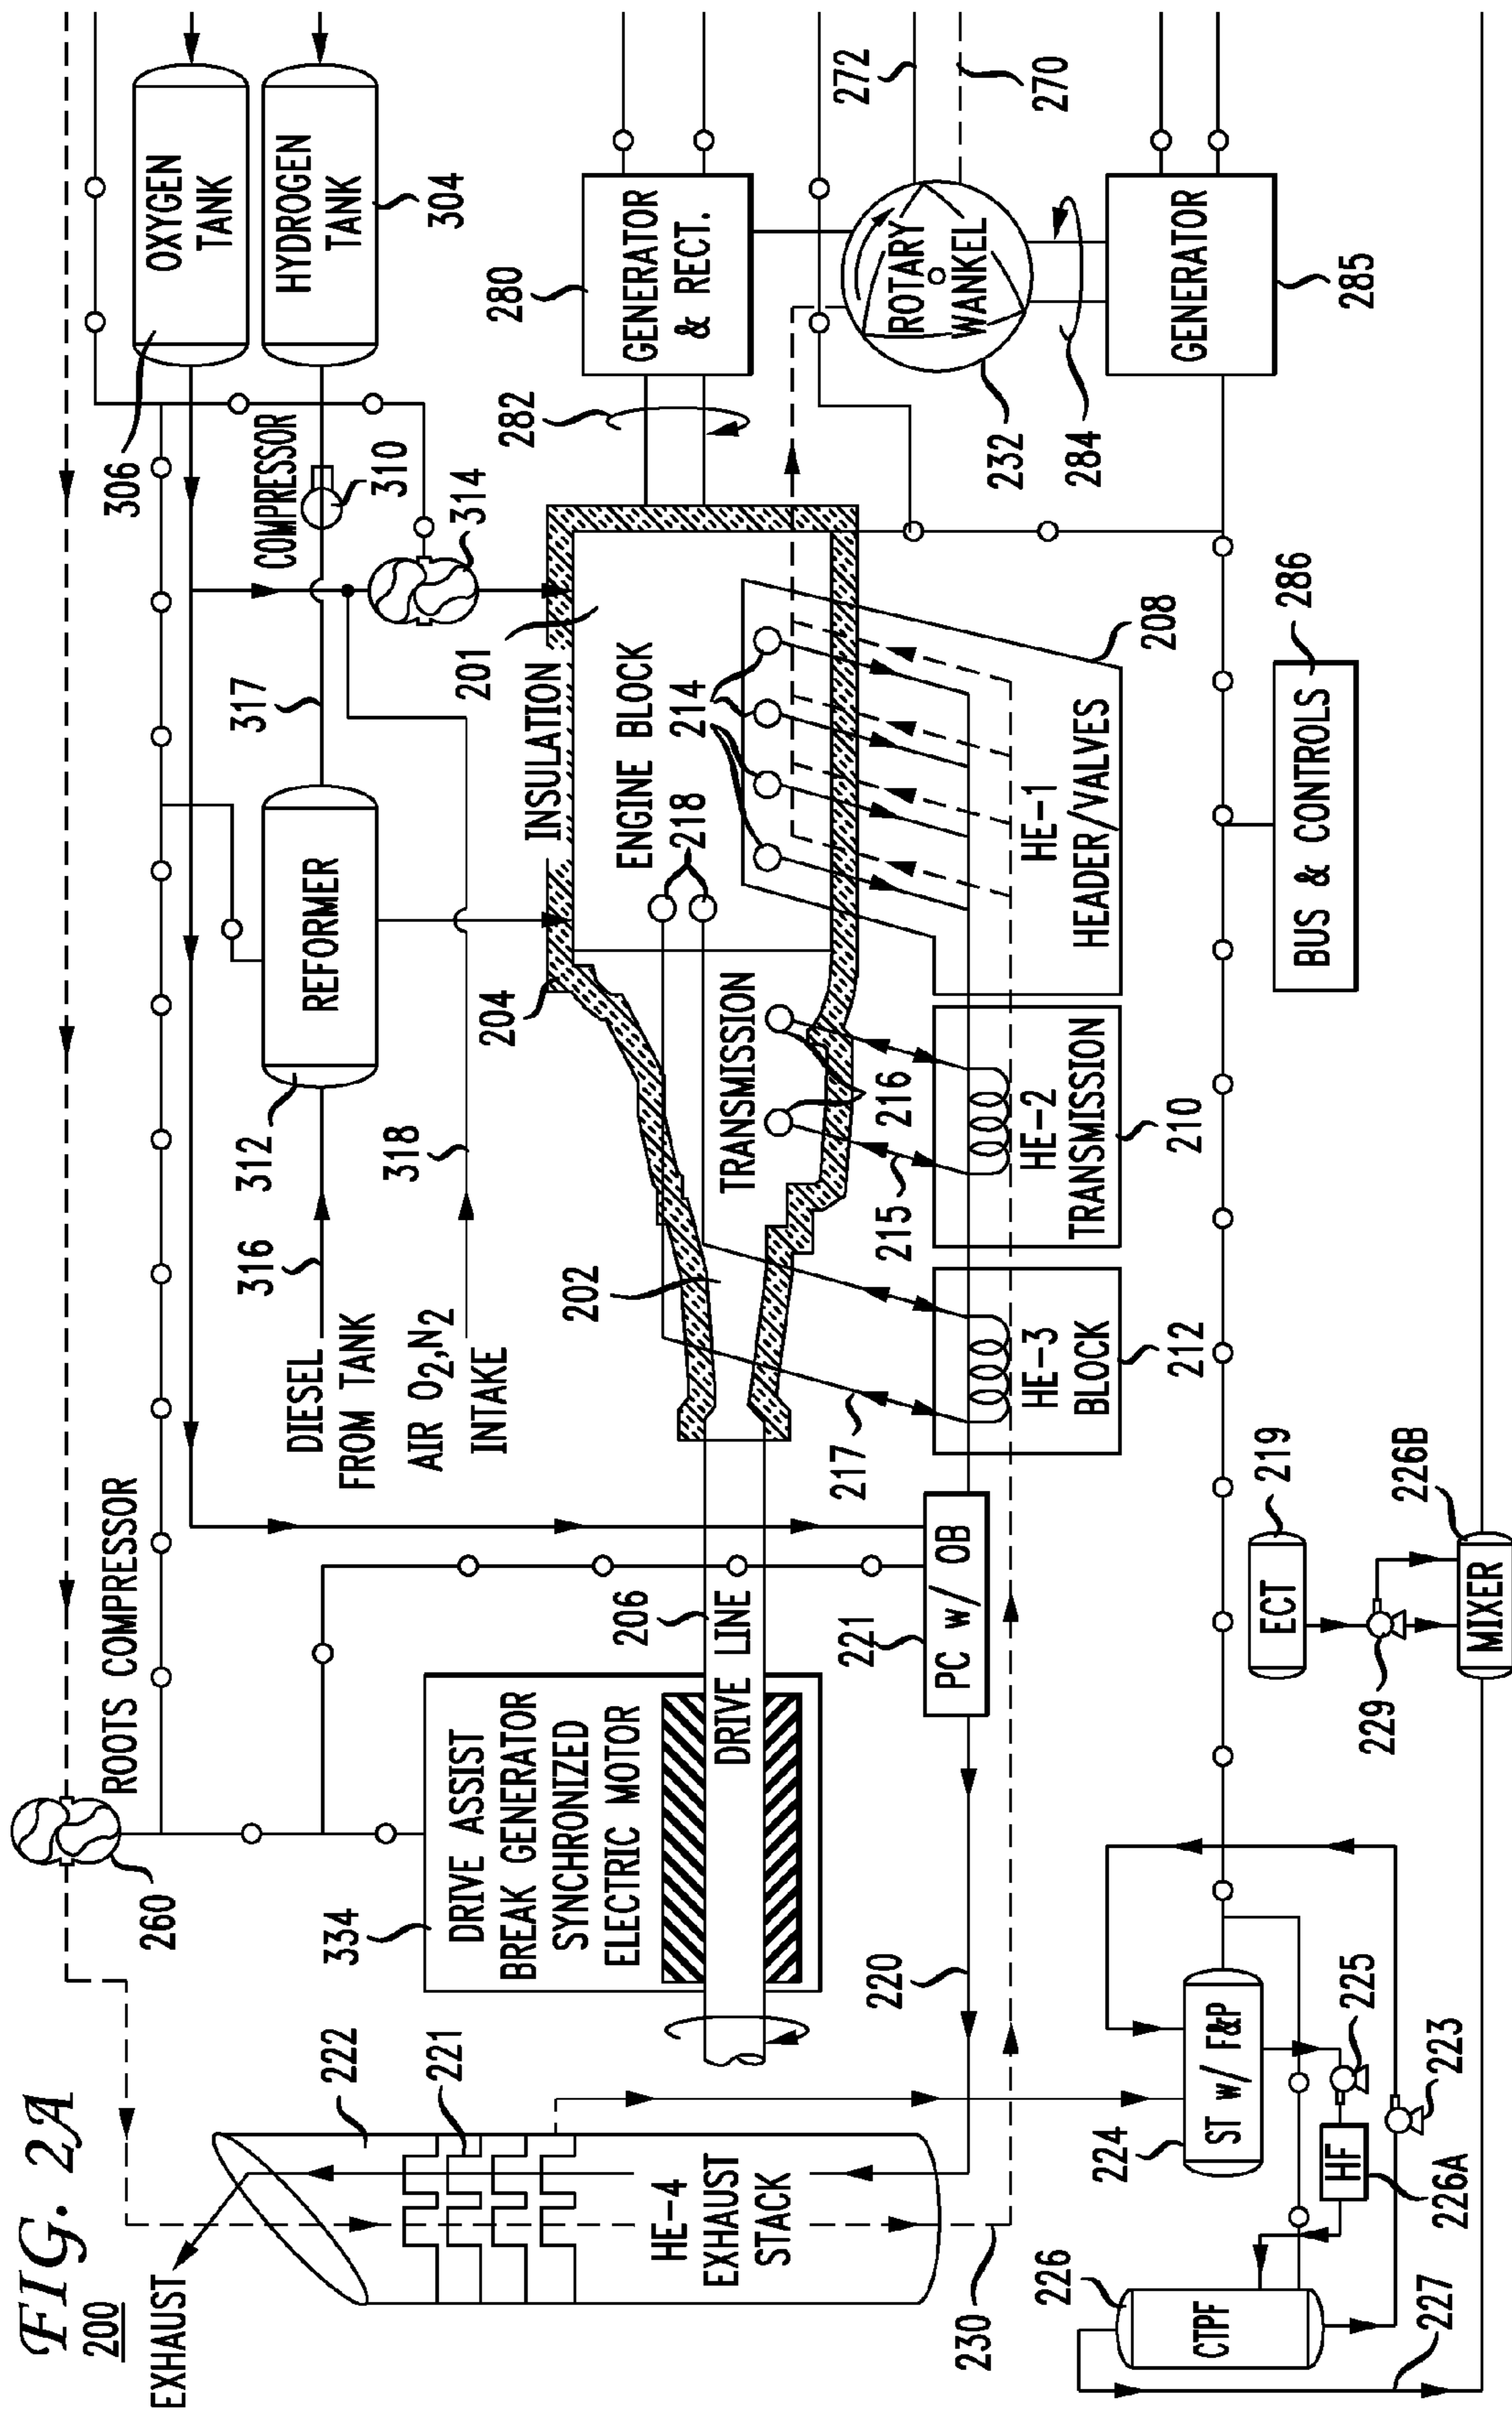 FIG. 2A
200
EXHAUST
222
221
HE-4
EXHAUST
STACK
230
260
ROOTS COMPRESSOR
334
DRIVE ASSIST
BREAK GENERATOR
SYNCHRONIZED
ELECTRIC MOTOR
DRIVE LINE
206
220
221
PC w/ OB
DIESEL
FROM TANK
316
AIR O2,N2
INTAKE
318
312
REFORMER
317
COMPRESSOR
310
314
306
OXYGEN
TANK
HYDROGEN
TANK
304
204
INSULATION
201
ENGINE BLOCK
218
214
TRANSMISSION
216
215
202
217
HE-3
BLOCK
212
HE-2
TRANSMISSION
210
HE-1
HEADER/VALVES
208
282
280
GENERATOR
& RECT.
272
270
ROTARY
WANKEL
232
284
GENERATOR
285
286
BUS & CONTROLS
226
CTPF
227
224
ST w/ F&P
225
HF
226A
223
219
ECT
229
226B
MIXER